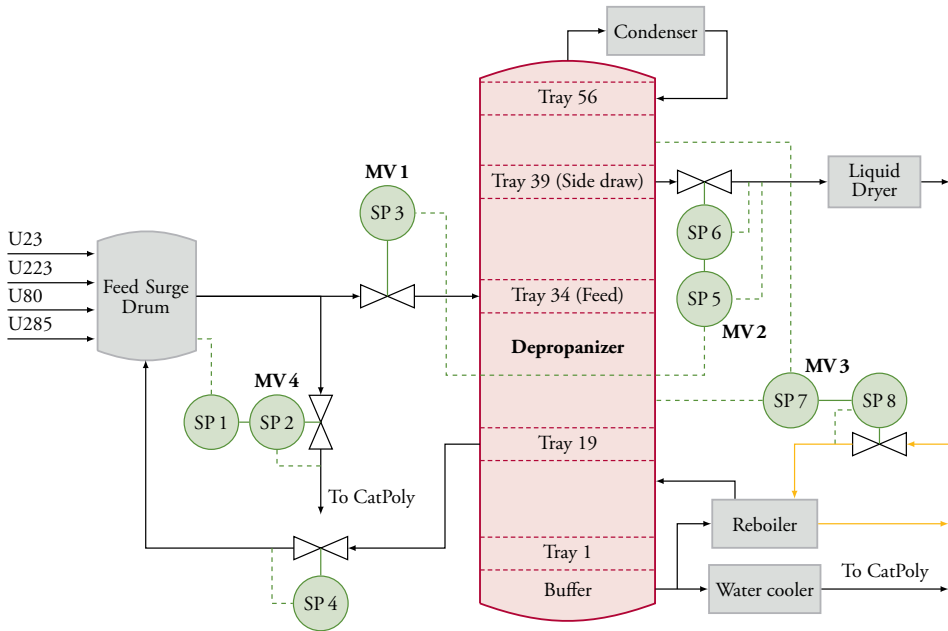 Condenser
Tray 56
MV 1
Tray 39 (Side draw)
Liquid
Dryer
SP 3
SP 6
U23
U223
U80
U285
Feed Surge
Drum
Tray 34 (Feed)
SP 5
MV 2
Depropanizer
MV 3
MV 4
SP 7
SP 8
SP 1
SP 2
Tray 19
To CatPoly
Reboiler
Tray 1
To CatPoly
Buffer
Water cooler
SP 4